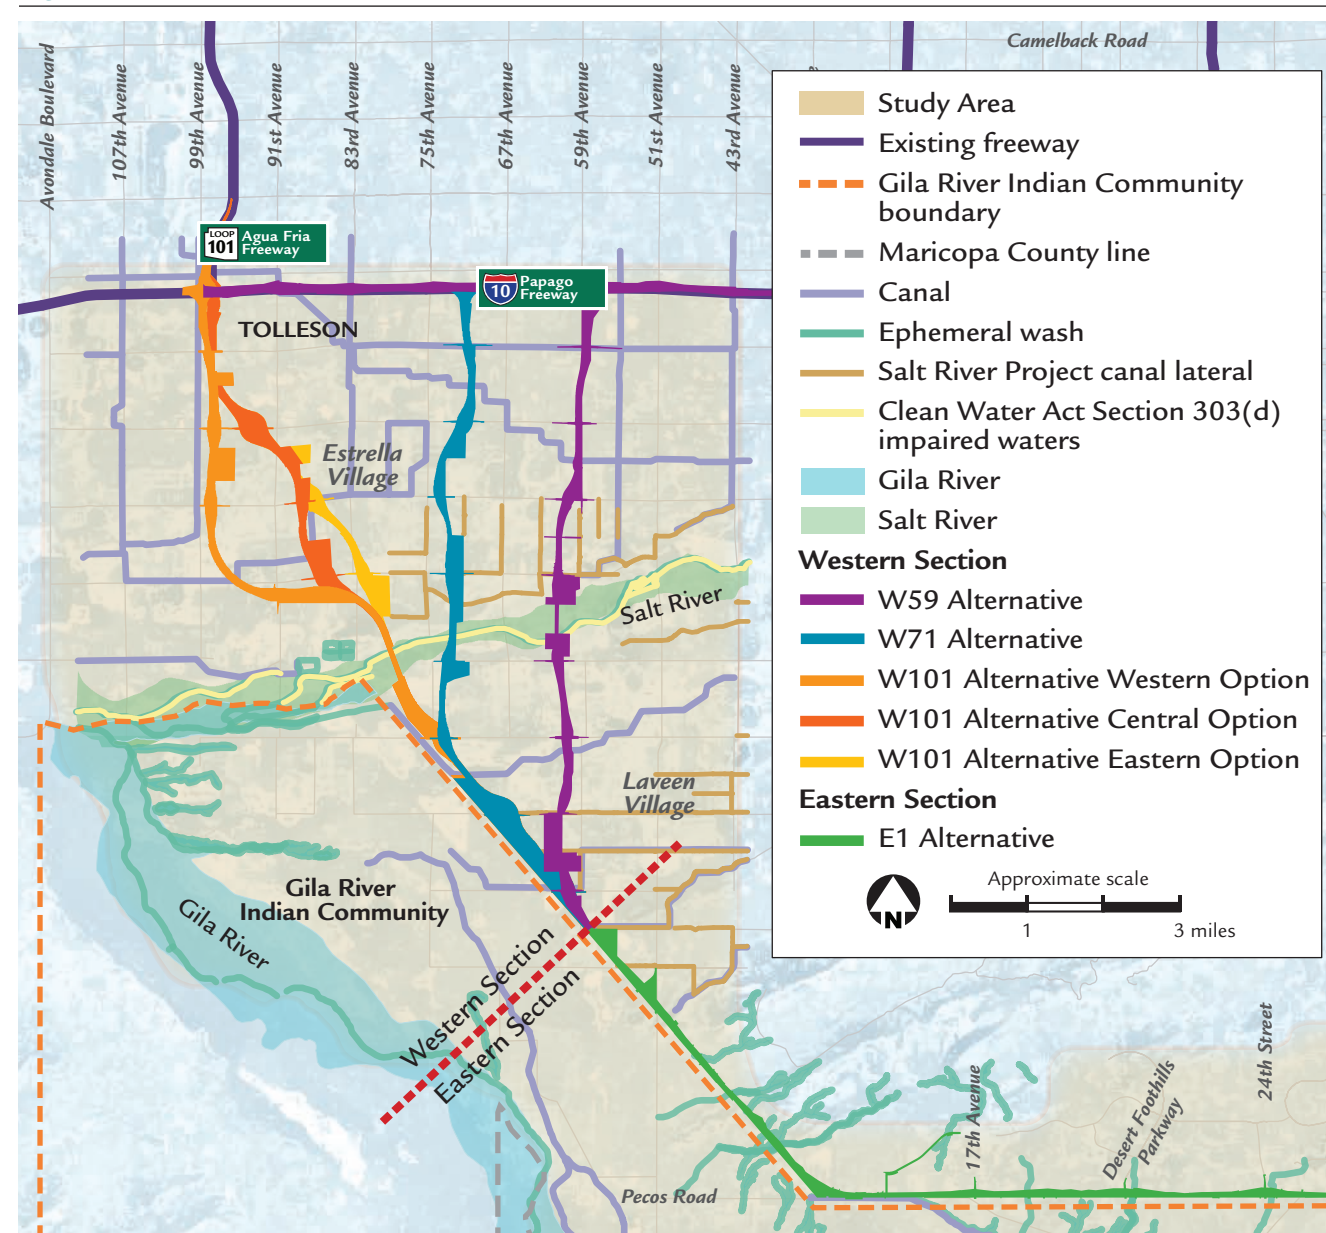 Camelback Road
Avondale Boulevard
107th Avenue
99th Avenue
91st Avenue
83rd Avenue
75th Avenue
67th Avenue
59th Avenue
51st Avenue
43rd Avenue
LOOP
101
Agua Fria
Freeway
10
Papago
Freeway
TOLLESON
Estrella
Village
Salt River
Laveen
Village
Gila River
Indian Community
Gila River
Western Section
Eastern Section
Pecos Road
17th Avenue
Desert Foothills
Parkway
24th Street
Study Area
Existing freeway
Gila River Indian Community
boundary
Maricopa County line
Canal
Ephemeral wash
Salt River Project canal lateral
Clean Water Act Section 303(d)
impaired waters
Gila River
Salt River
Western Section
W59 Alternative
W71 Alternative
W101 Alternative Western Option
W101 Alternative Central Option
W101 Alternative Eastern Option
Eastern Section
E1 Alternative
N
Approximate scale
1
3 miles